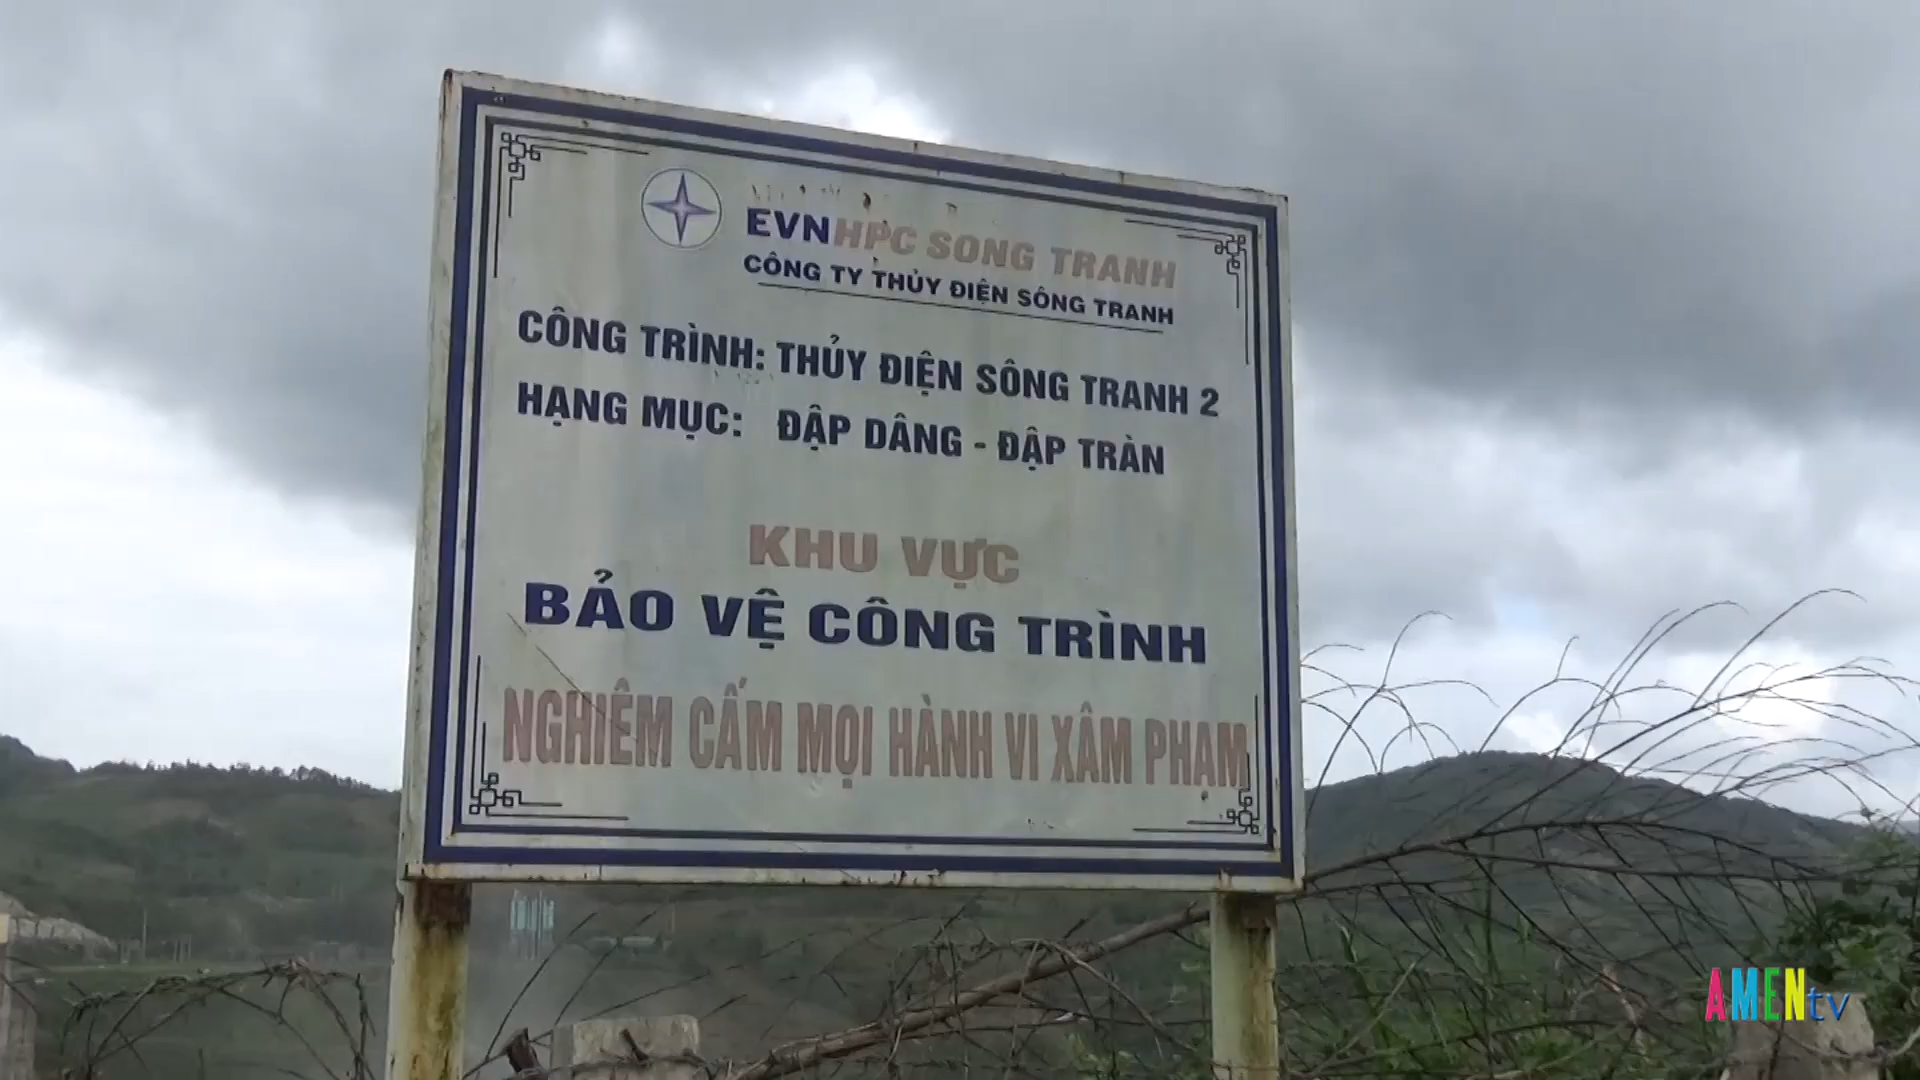 EVNHPC SONG TRANH
CÔNG TY THỦY ĐIỆN SÔNG TRANH
CÔNG TRÌNH: THỦY ĐIỆN SÔNG TRANH 2
HẠNG MỤC: ĐẬP DÂNG - ĐẬP TRÀN
KHU VỰC
BẢO VỆ CÔNG TRÌNH
NGHIÊM CẤM MỌI HÀNH VI XÂM PHẠM
AMENtv